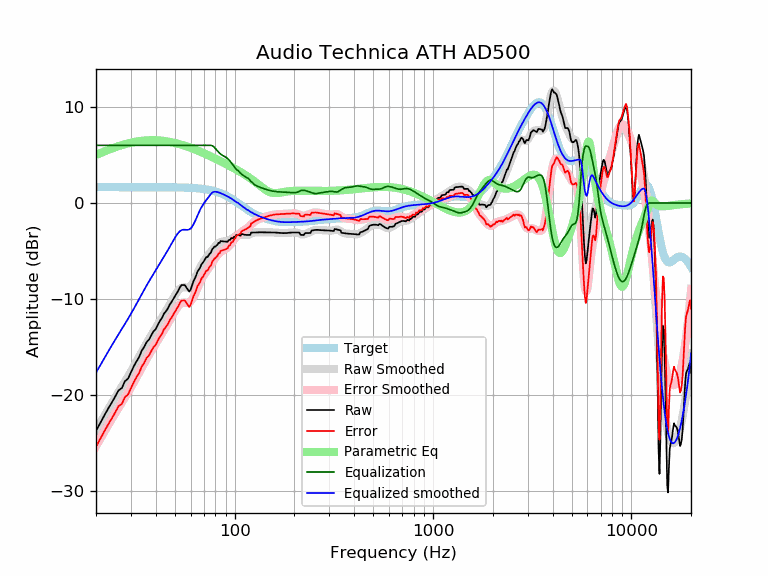 Audio Technica ATH AD500
10
0
−10
−20
−30
Amplitude (dBr)
Target
Raw Smoothed
Error Smoothed
Raw
Error
Parametric Eq
Equalization
Equalized smoothed
100
1000
10000
Frequency (Hz)